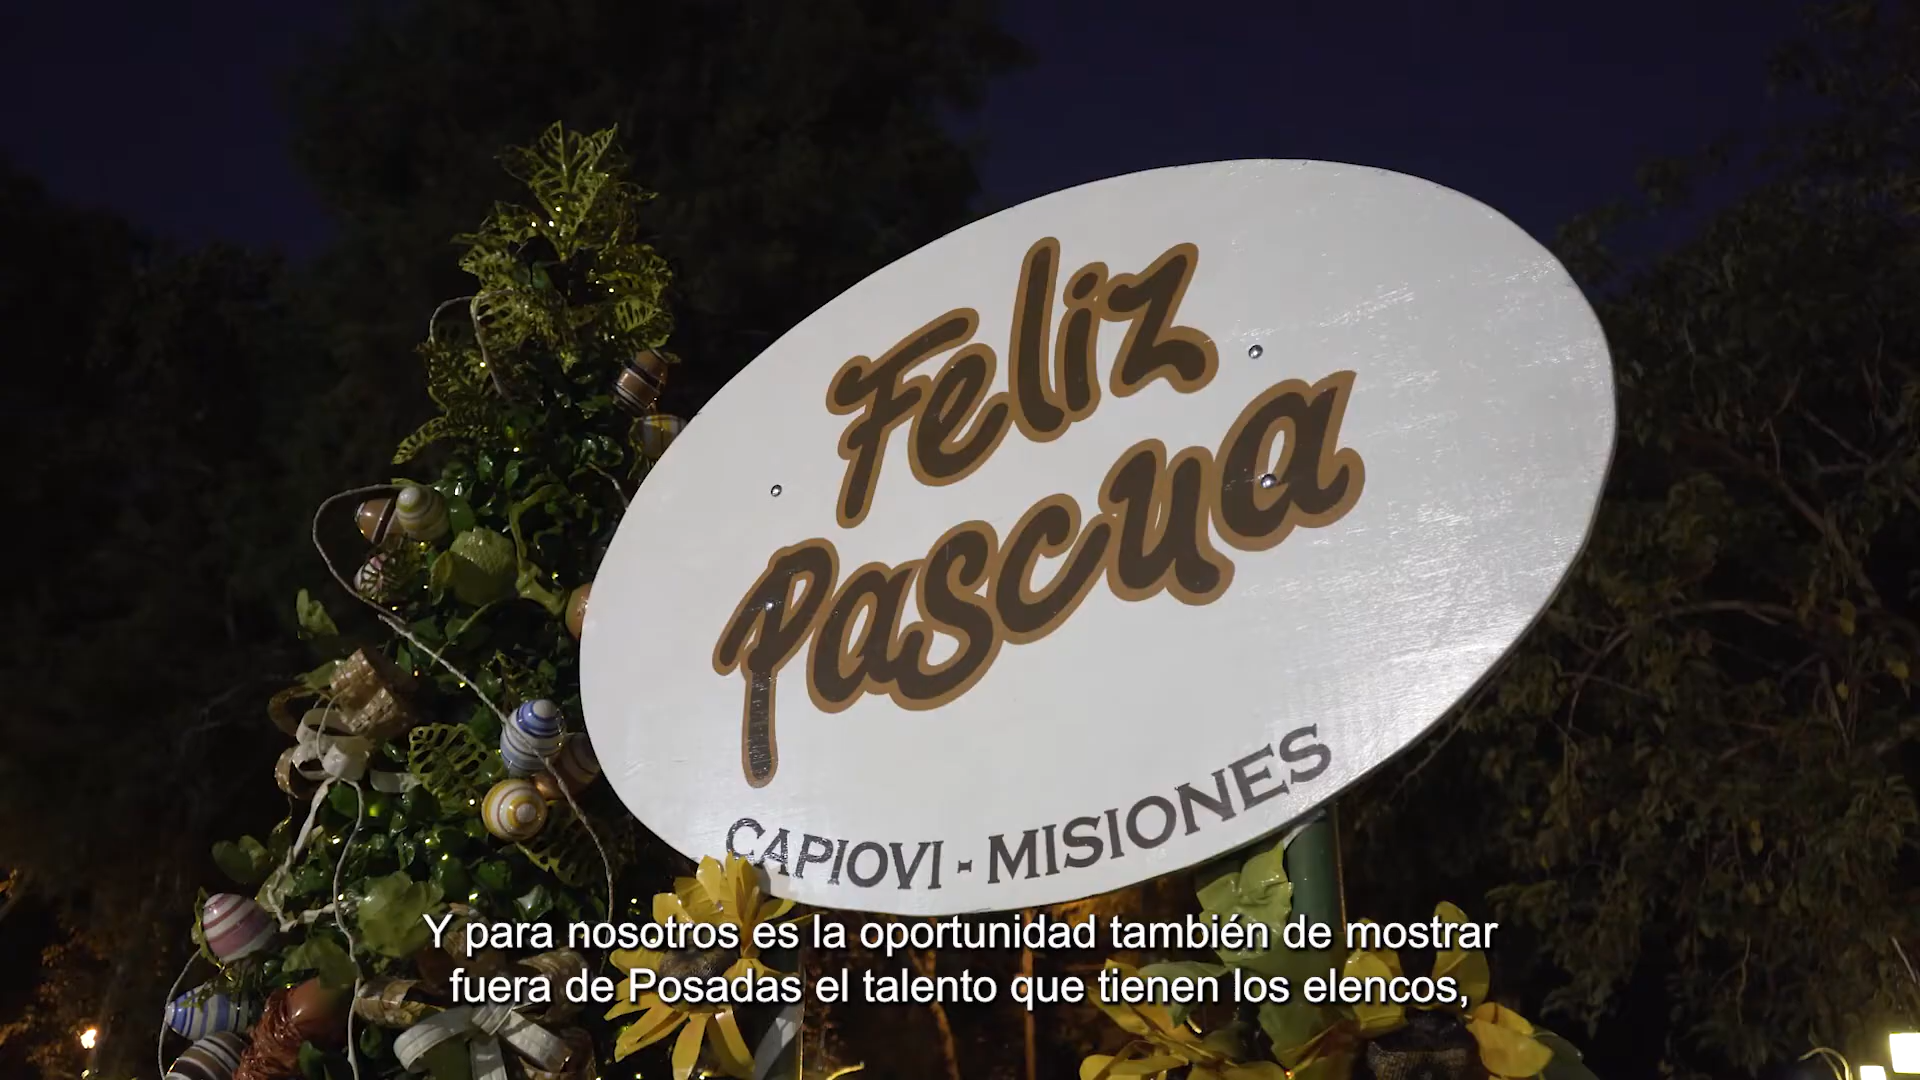 Feliz
Pascua
CAPIOVI - MISIONES
Y para nosotros es la oportunidad también de mostrar
fuera de Posadas el talento que tienen los elencos,